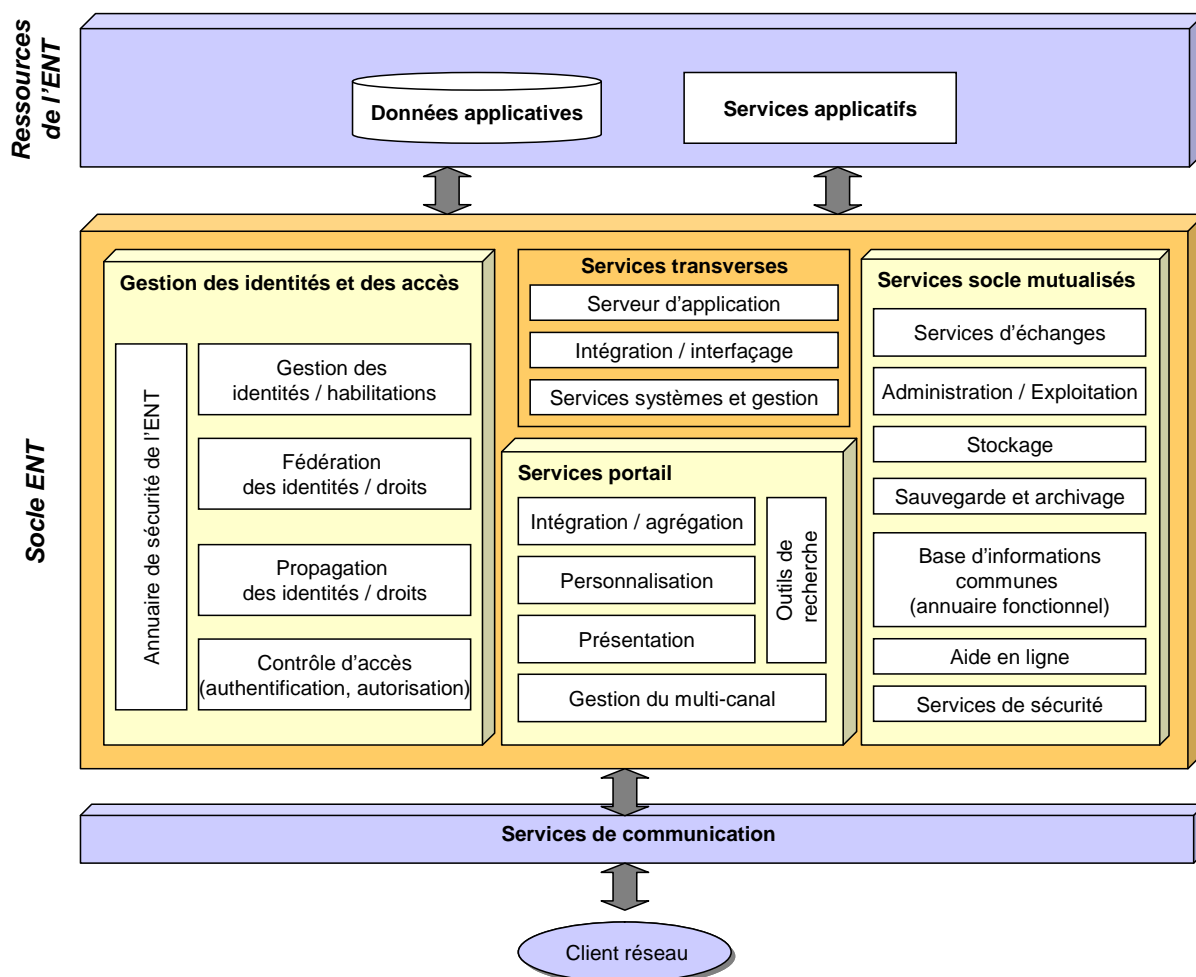 Ressources
de l'ENT
Données applicatives
Services applicatifs
Socle ENT
Gestion des identités et des accès
Annuaire de sécurité de l'ENT
Gestion des
identités / habilitations
Fédération
des identités / droits
Propagation
des identités / droits
Contrôle d'accès
(authentification, autorisation)
Services transverses
Serveur d'application
Intégration / interfaçage
Services systèmes et gestion
Services portail
Intégration / agrégation
Personnalisation
Présentation
Outils de
recherche
Gestion du multi-canal
Services socle mutualisés
Services d'échanges
Administration / Exploitation
Stockage
Sauvegarde et archivage
Base d'informations
communes
(annuaire fonctionnel)
Aide en ligne
Services de sécurité
Services de communication
Client réseau